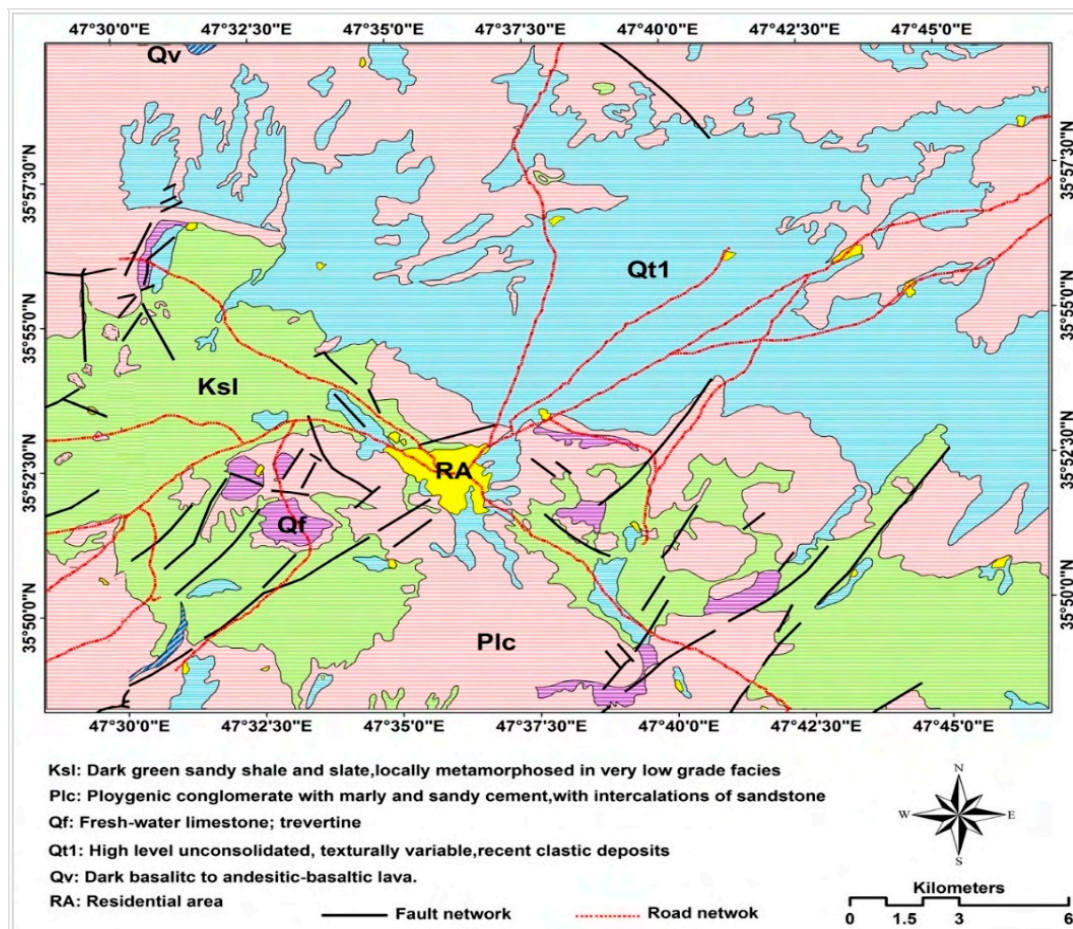 47°30'0"E 47°32'30"E 47°35'0"E 47°37'30"E 47°40'0"E 47°42'30"E 47°45'0"E
Qv
35°57'30"N 35°57'30"N
Qt1
35°55'0"N 35°55'0"N
Ksl
35°52'30"N RA 35°52'30"N
Qf
35°50'0"N 35°50'0"N
Plc
47°30'0"E 47°32'30"E 47°35'0"E 47°37'30"E 47°40'0"E 47°42'30"E 47°45'0"E
Ksl: Dark green sandy shale and slate,locally metamorphosed in very low grade facies
Plc: Ploygenic conglomerate with marly and sandy cement,with intercalations of sandstone
Qf: Fresh-water limestone; trevertine
Qt1: High level unconsolidated, texturally variable,recent clastic deposits
Qv: Dark basalitc to andesitic-basaltic lava.
RA: Residential area
Fault network
Road netwok
N
W E
S
Kilometers
0 1.5 3 6